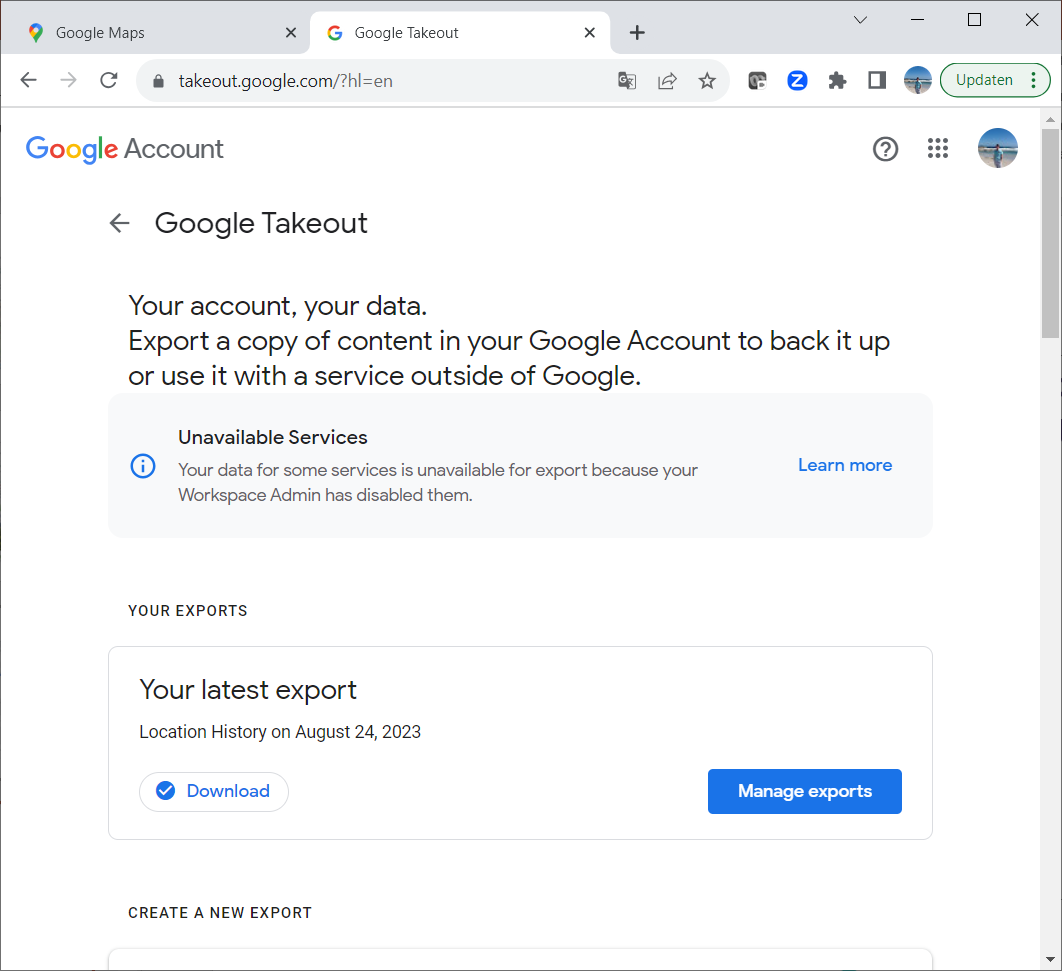 Google Maps
Google Takeout
takeout.google.com/?hl=en
Updaten
Google Account
Google Takeout
Your account, your data.
Export a copy of content in your Google Account to back it up
or use it with a service outside of Google.
Unavailable Services
Your data for some services is unavailable for export because your
Workspace Admin has disabled them.
Learn more
YOUR EXPORTS
Your latest export
Location History on August 24, 2023
Download
Manage exports
CREATE A NEW EXPORT